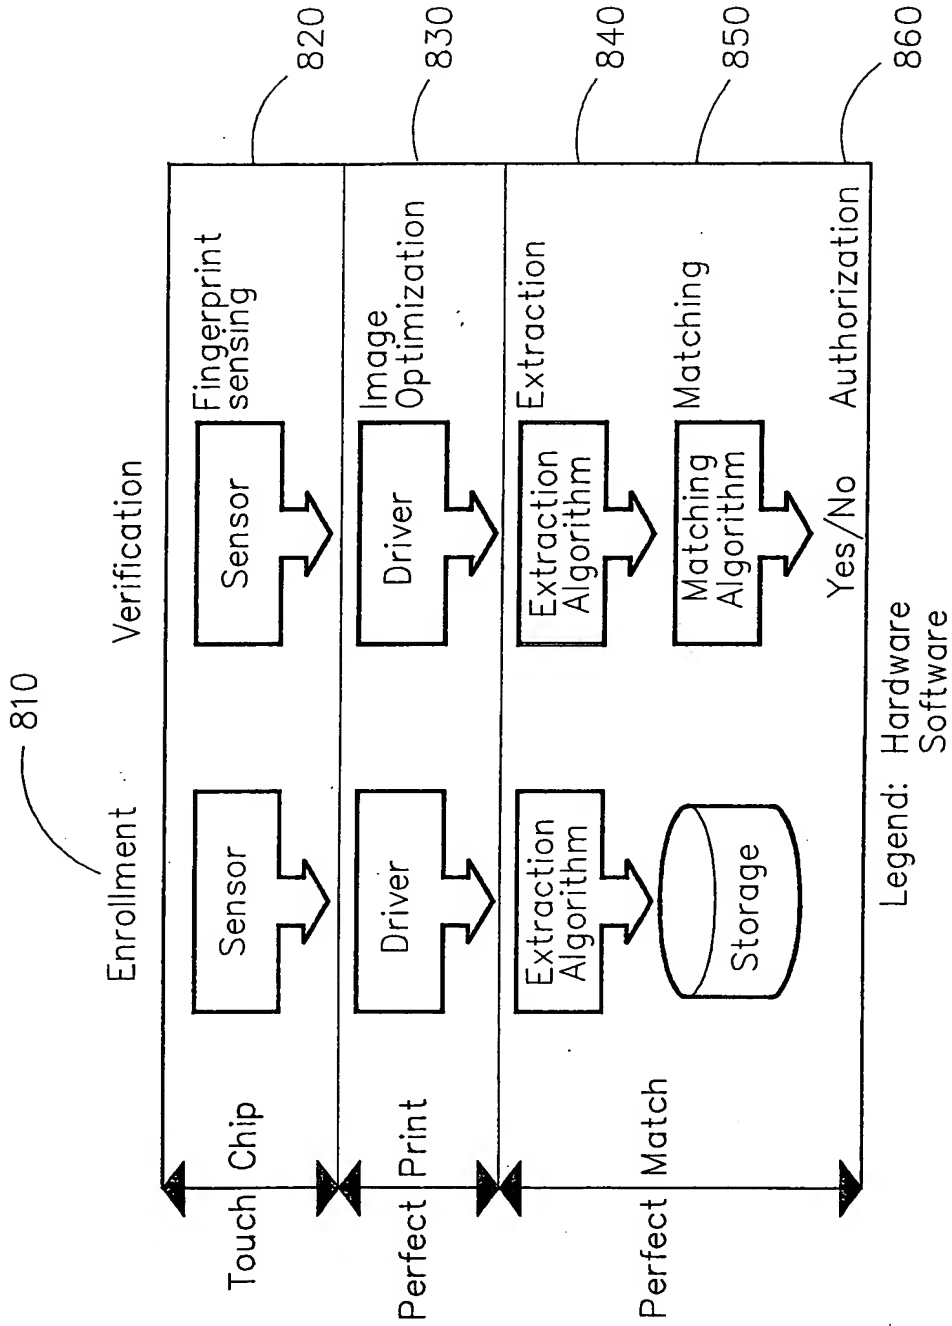 810
Enrollment
Verification
Touch Chip
Sensor
Sensor
Fingerprint
sensing
820
Perfect Print
Driver
Driver
Image
Optimization
830
Perfect Match
Extraction
Algorithm
Extraction
Algorithm
Extraction
840
Storage
Matching
Algorithm
Matching
850
Yes/No
Authorization
860
Legend: Hardware
Software